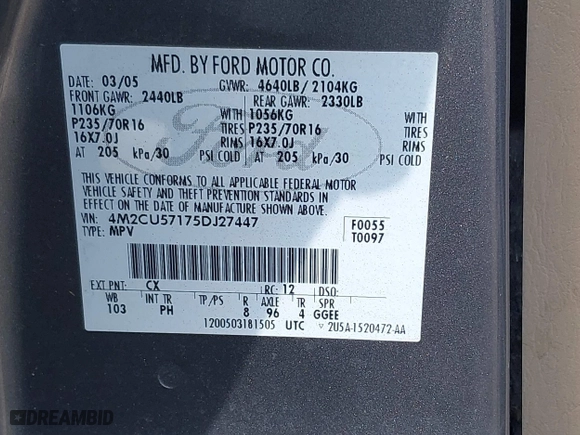 MFD. BY FORD MOTOR CO.
DATE: 03/05 GVWR: 4640LB/ 2104KG
FRONT GAWR: 2440LB REAR GAWR: 2330LB
1106KG WITH 1056KG WITH
P235/70R16 TIRES P235/70R16 TIRES
16X7.0J RIMS 16X7.0J RIMS
AT 205 kPa/30 PSI COLD AT 205 kPa/30 PSI COLD
Ford
THIS VEHICLE CONFORMS TO ALL APPLICABLE FEDERAL MOTOR
VEHICLE SAFETY AND THEFT PREVENTION STANDARDS IN
EFFECT ON THE DATE OF MANUFACTURE SHOWN ABOVE.
VIN: 4M2CU57175DJ27447 F0055
TYPE: MPV T0097
EXT PNT: CX RC: 12 DSO:
WB INT TR TP/PS R AXLE TR SPR
103 PH 8 96 4 GGEE
1200503181505 UTC 2U5A-1520472-AA
© DREAMBID